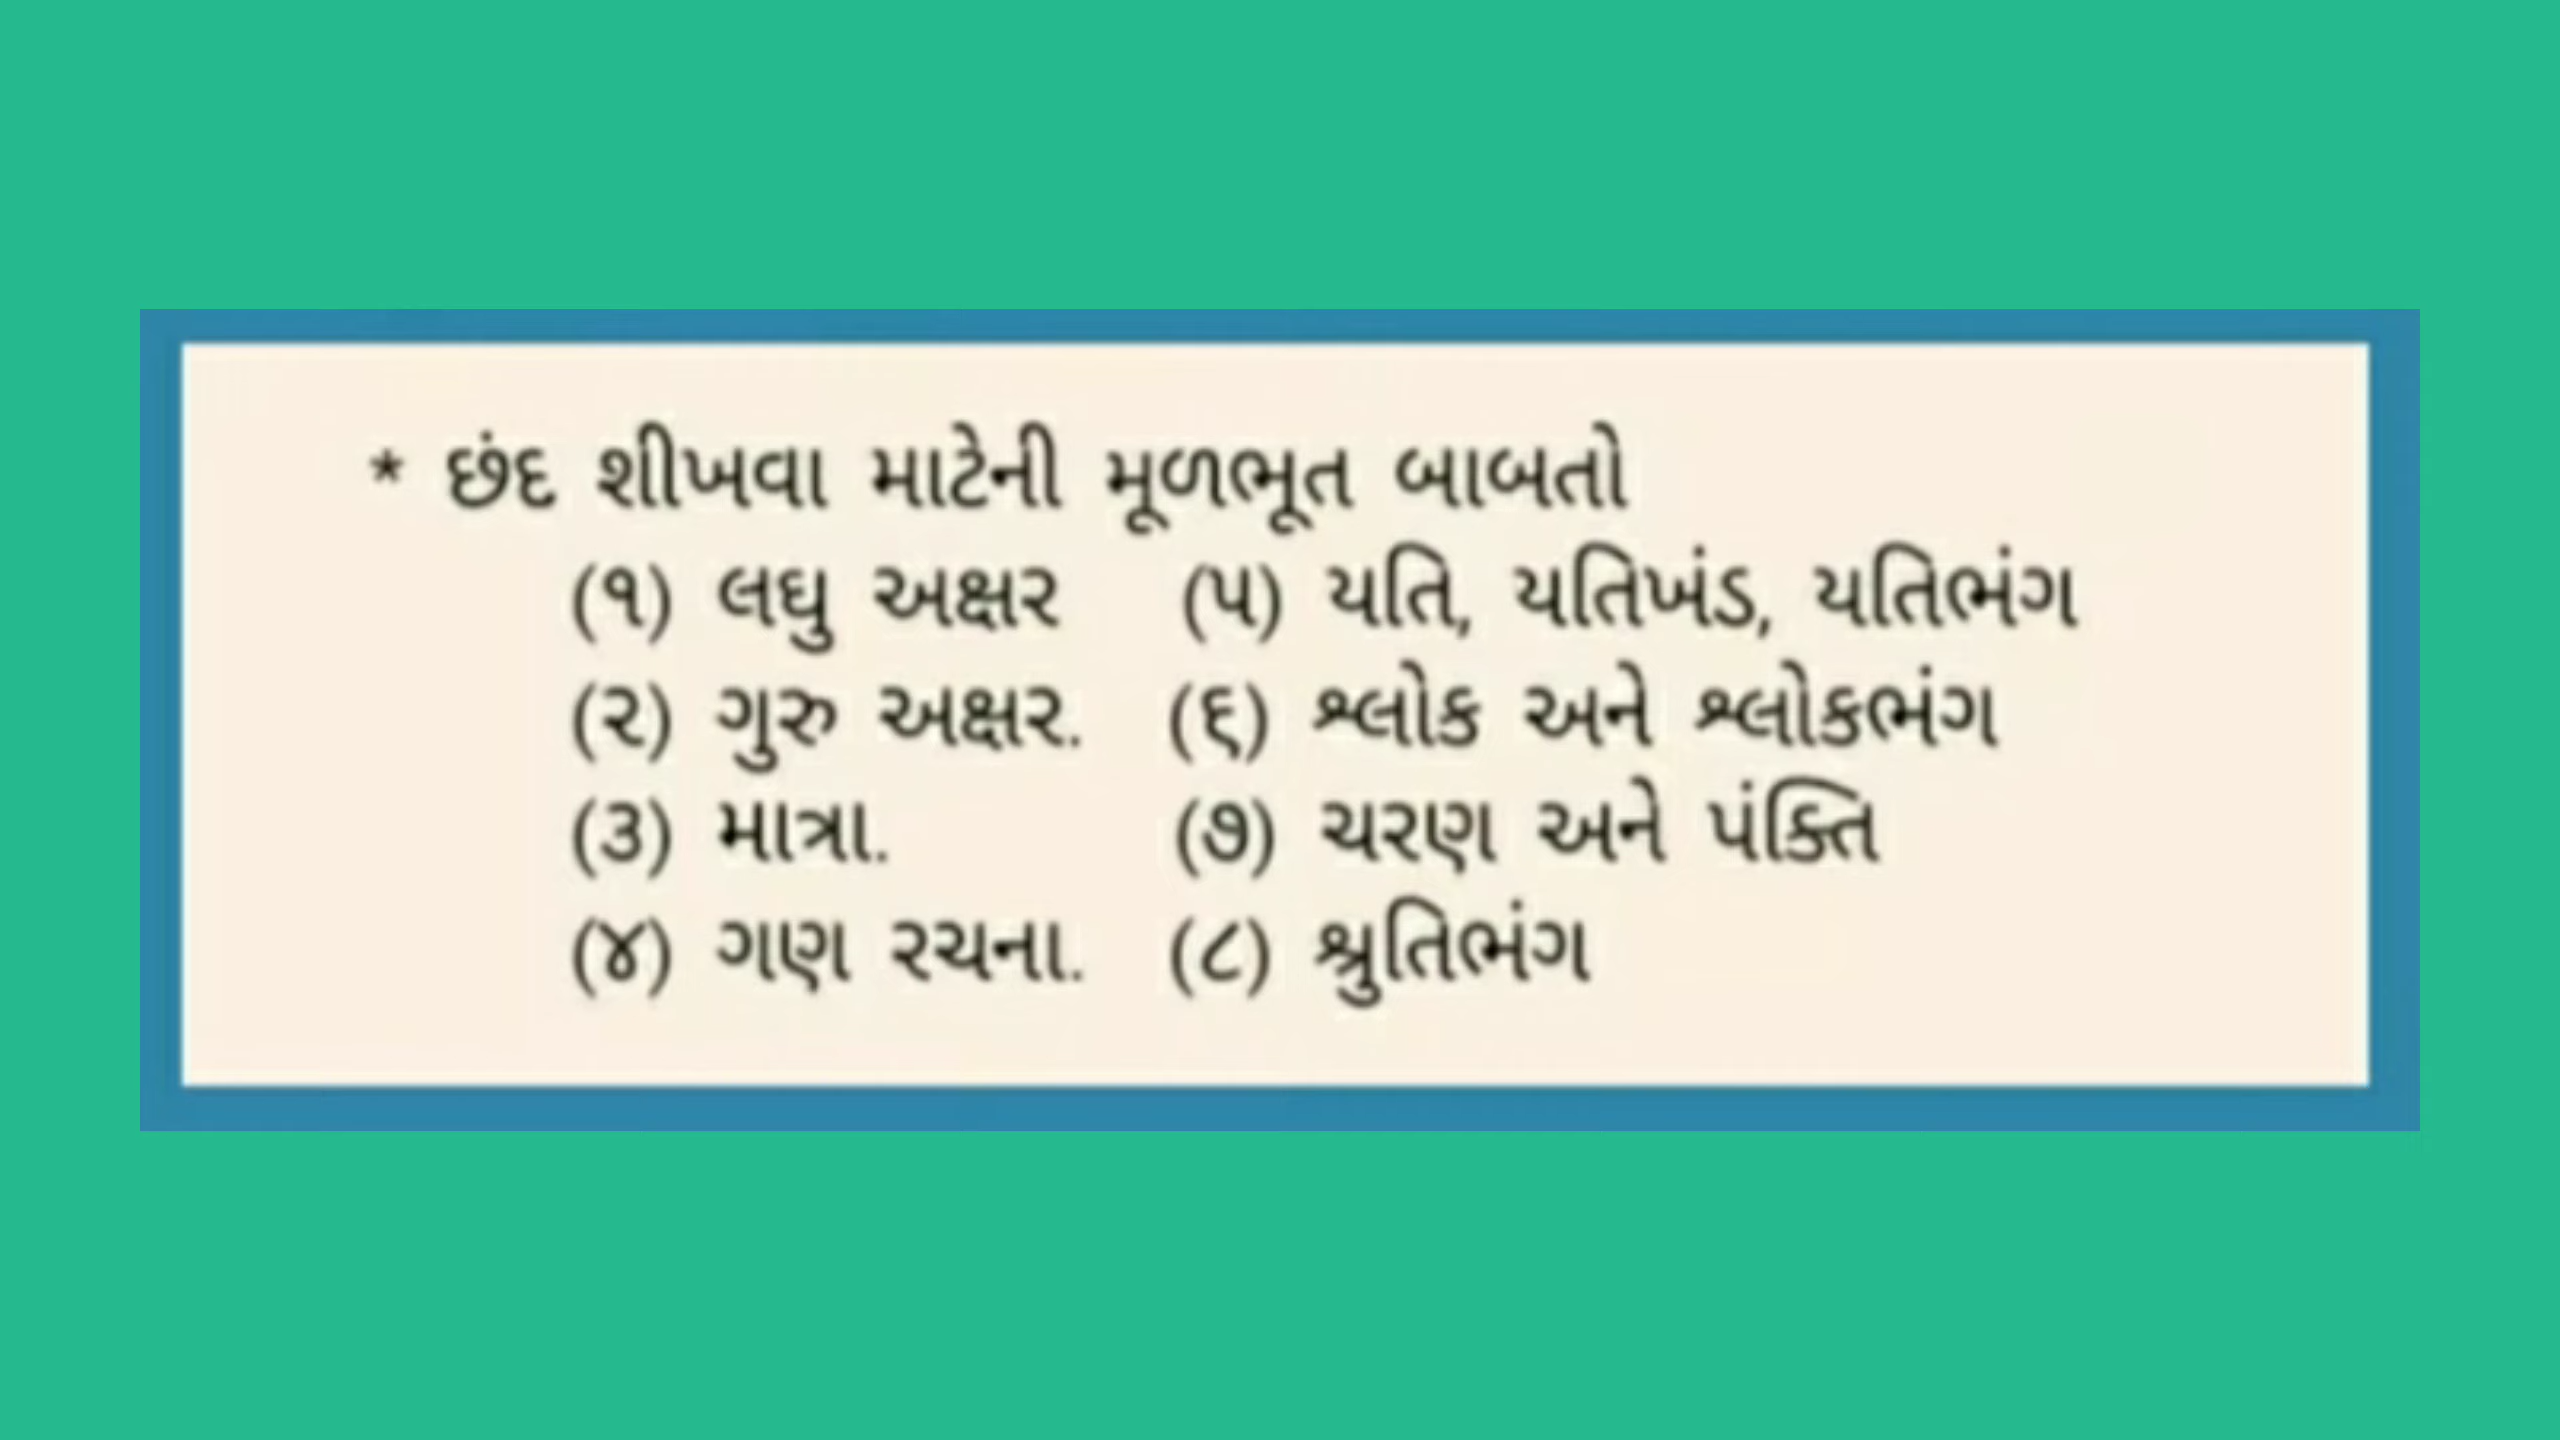 * છંદ શીખવા માટેની મૂળભૂત બાબતો
(૧) લઘુ અક્ષર (૫) યતિ, યતિખંડ, યતિભંગ
(૨) ગુરુ અક્ષર. (૬) શ્લોક અને શ્લોકભંગ
(૩) માત્રા. (૭) ચરણ અને પંક્તિ
(૪) ગણ રચના. (૮) શ્રુતિભંગ